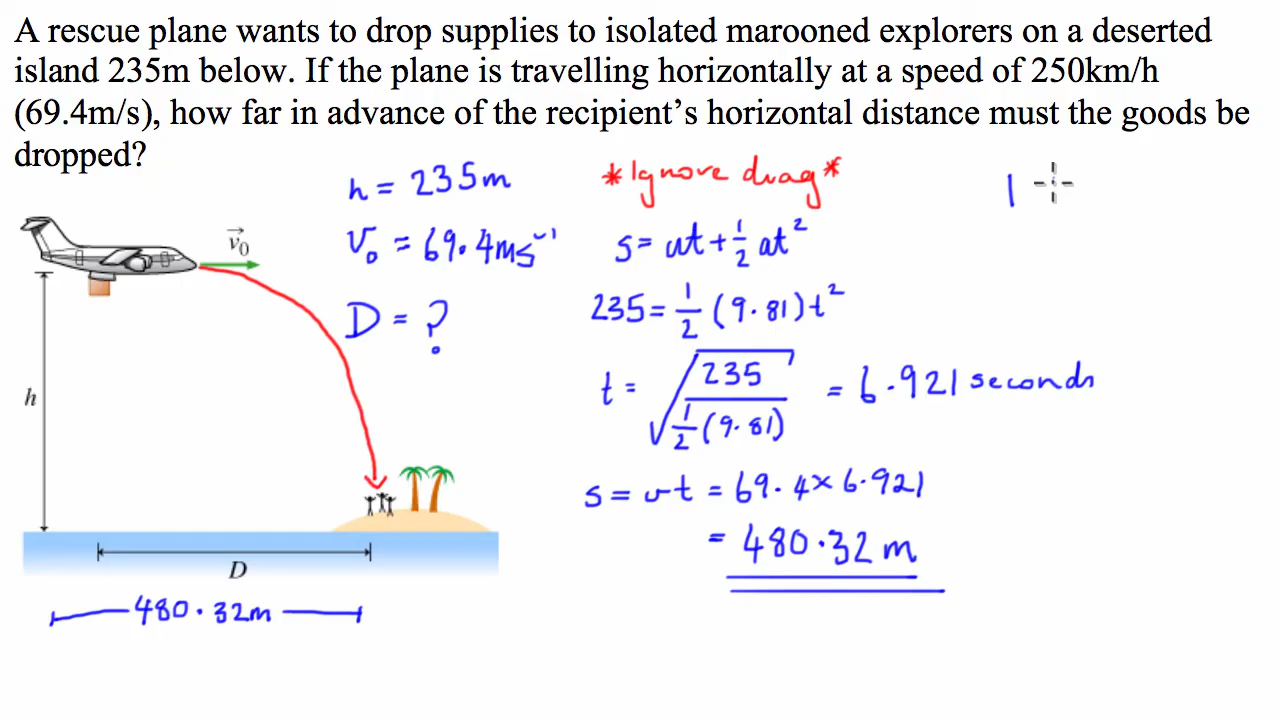 A rescue plane wants to drop supplies to isolated marooned explorers on a deserted
island 235m below. If the plane is travelling horizontally at a speed of 250km/h
(69.4m/s), how far in advance of the recipient's horizontal distance must the goods be
dropped?
h = 235m
V₀ = 69.4ms⁻¹
D = ?
*Ignore drag*
s = ut + 1/2 at²
235 = 1/2 (9.81)t²
t = √(235 / 1/2 (9.81)) = 6.921 seconds
s = vt = 69.4 × 6.921
= 480.32 m
v⃗₀
h
D
480.32m